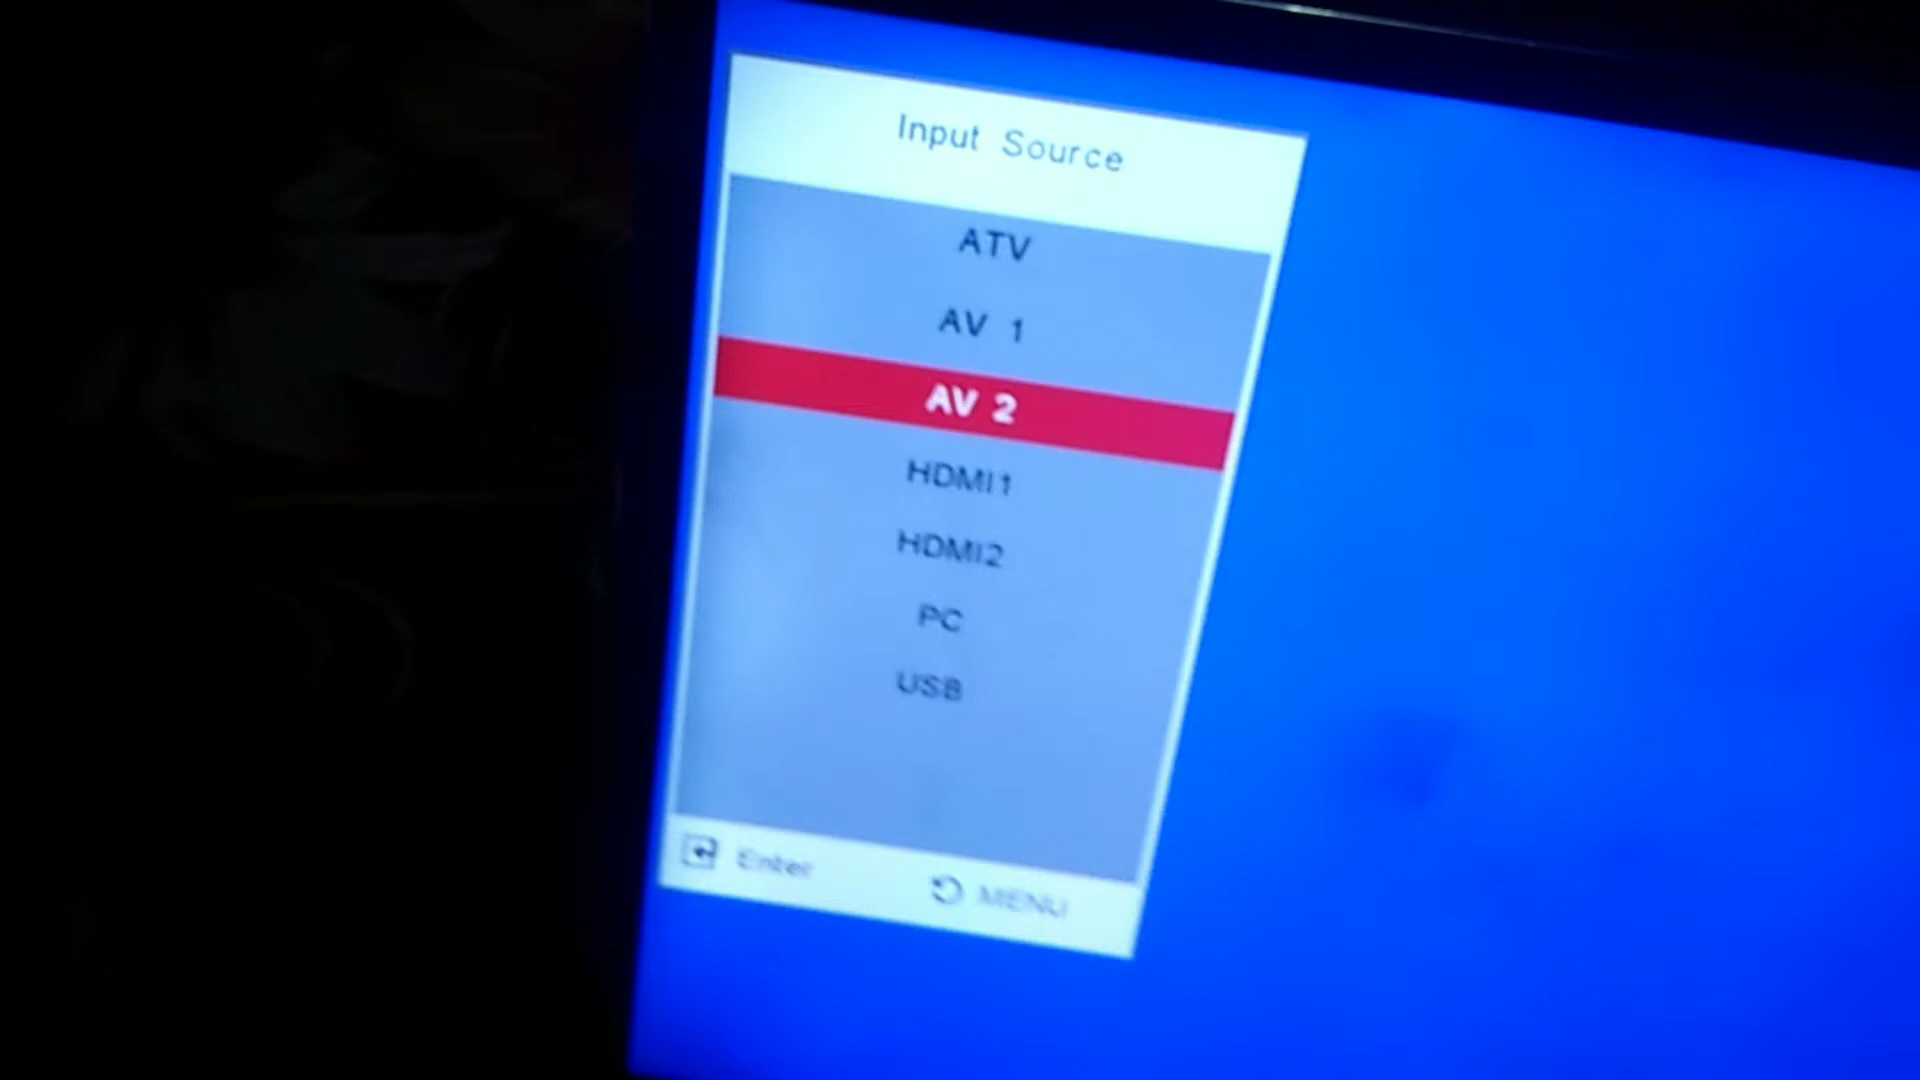 Input Source
ATV
AV 1
AV 2
HDMI1
HDMI2
PC
USB
Enter MENU